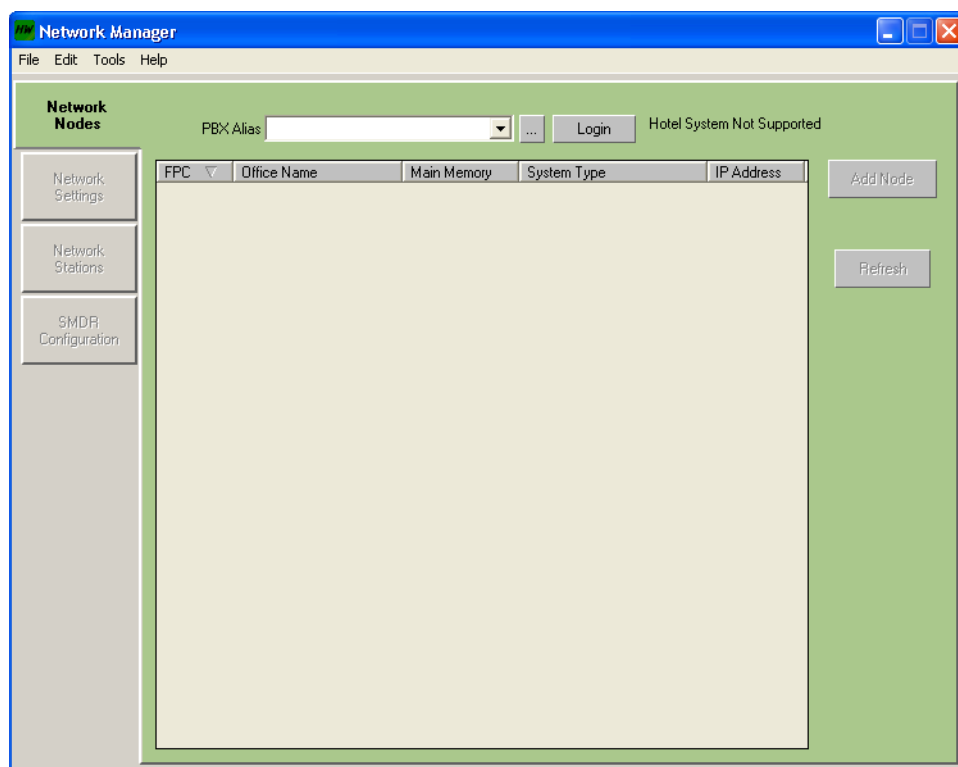 HW Network Manager
File Edit Tools Help
Network
Nodes
PBX Alias ... Login Hotel System Not Supported
FPC Office Name Main Memory System Type IP Address
Add Node
Network
Settings
Network
Stations
Refresh
SMDR
Configuration